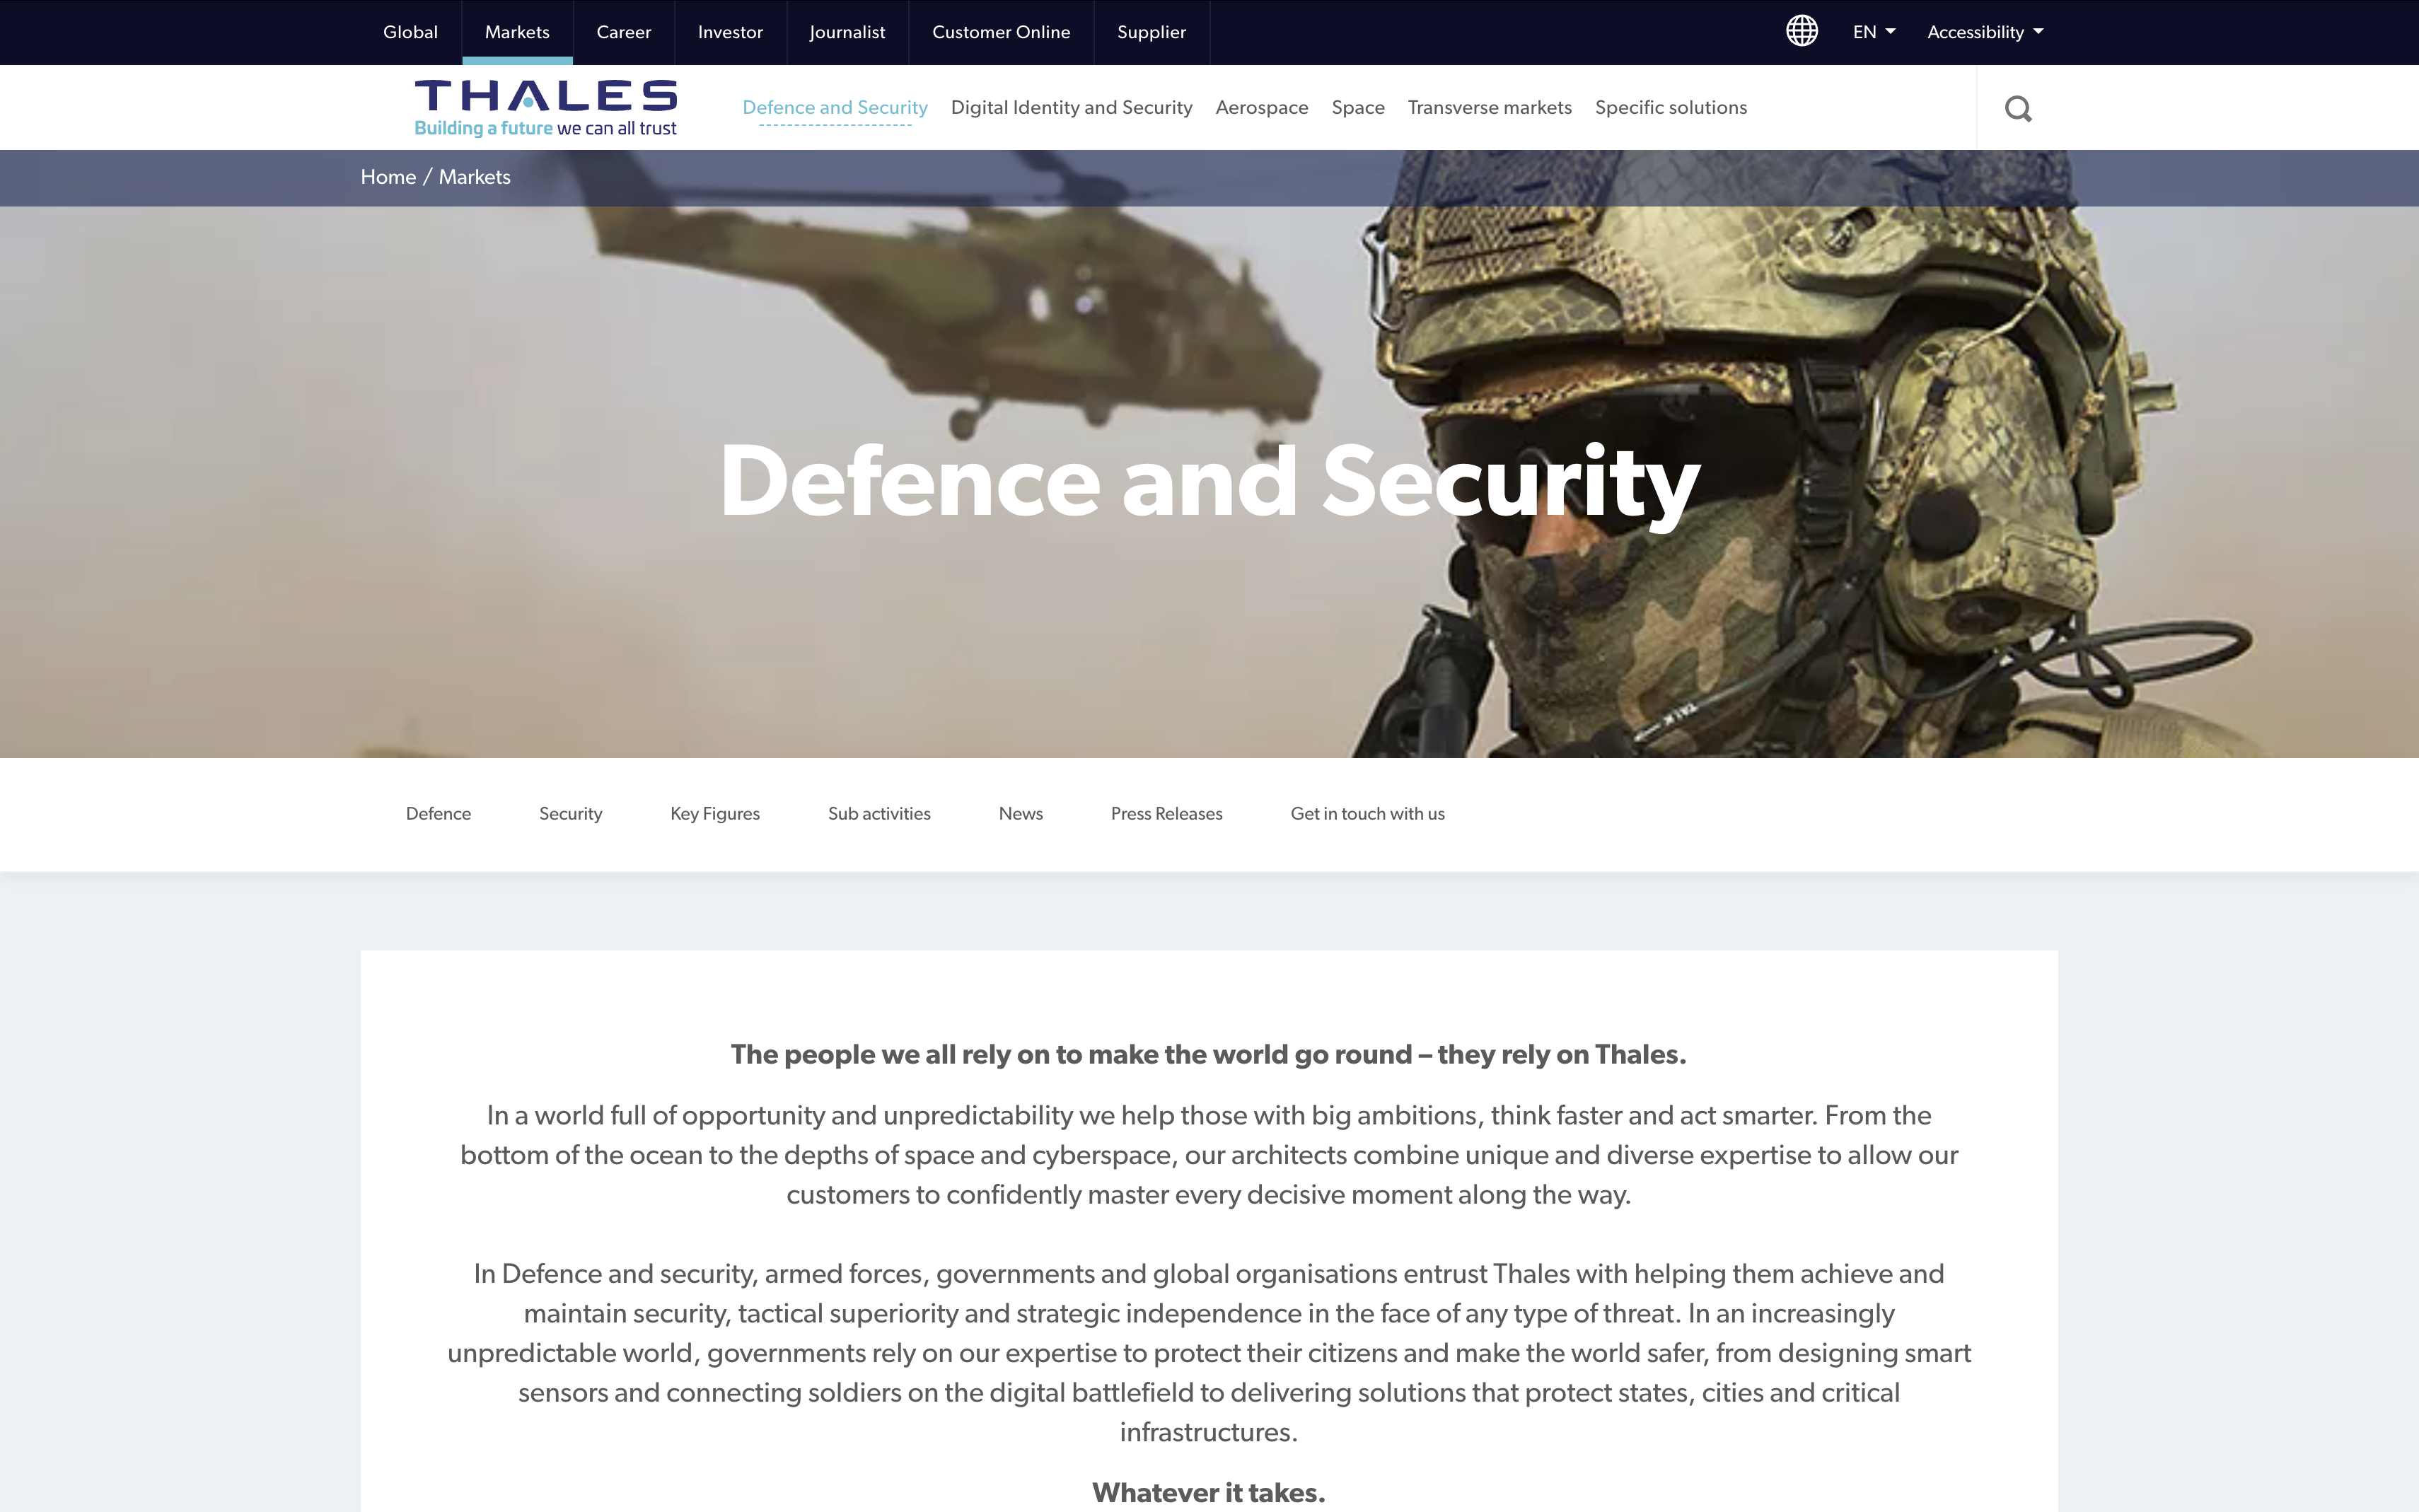 Global Markets Career Investor Journalist Customer Online Supplier EN Accessibility
THALES
Building a future we can all trust
Defence and Security Digital Identity and Security Aerospace Space Transverse markets Specific solutions
Home / Markets
Defence and Security
TALK
Defence Security Key Figures Sub activities News Press Releases Get in touch with us
The people we all rely on to make the world go round – they rely on Thales.
In a world full of opportunity and unpredictability we help those with big ambitions, think faster and act smarter. From the
bottom of the ocean to the depths of space and cyberspace, our architects combine unique and diverse expertise to allow our
customers to confidently master every decisive moment along the way.
In Defence and security, armed forces, governments and global organisations entrust Thales with helping them achieve and
maintain security, tactical superiority and strategic independence in the face of any type of threat. In an increasingly
unpredictable world, governments rely on our expertise to protect their citizens and make the world safer, from designing smart
sensors and connecting soldiers on the digital battlefield to delivering solutions that protect states, cities and critical
infrastructures.
Whatever it takes.